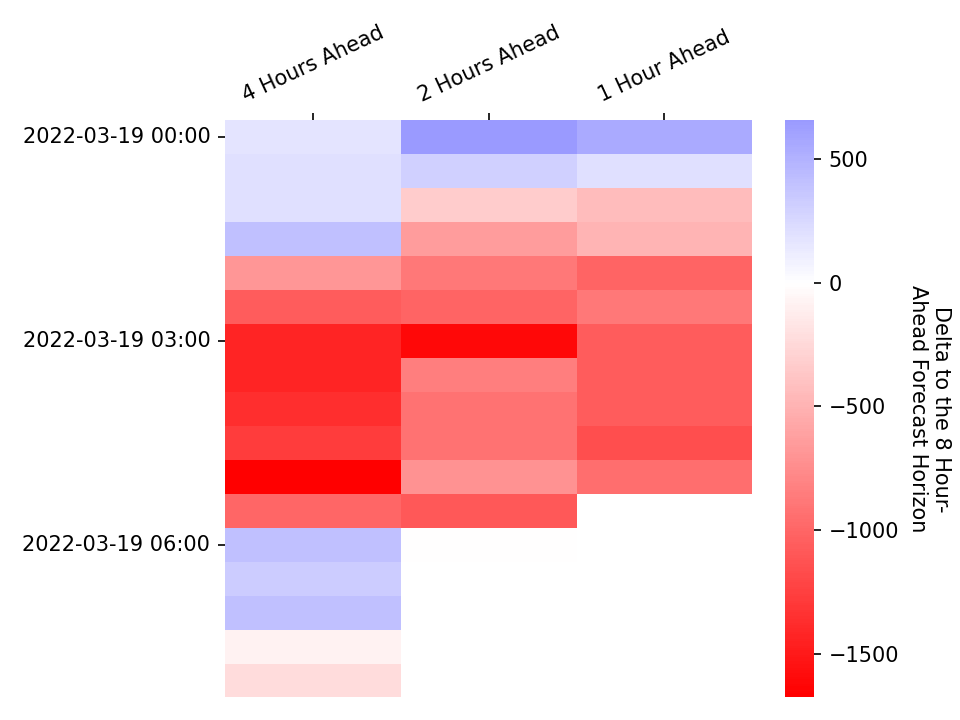 4 Hours Ahead
2 Hours Ahead
1 Hour Ahead
2022-03-19 00:00
2022-03-19 03:00
2022-03-19 06:00
500
0
−500
−1000
−1500
Delta to the 8 Hour-
Ahead Forecast Horizon